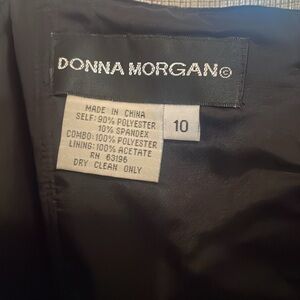 DONNA MORGAN©
MADE IN CHINA
SELF: 90% POLYESTER
10% SPANDEX
COMBO: 100% POLYESTER
LINING: 100% ACETATE
RN 63196
DRY CLEAN ONLY
10